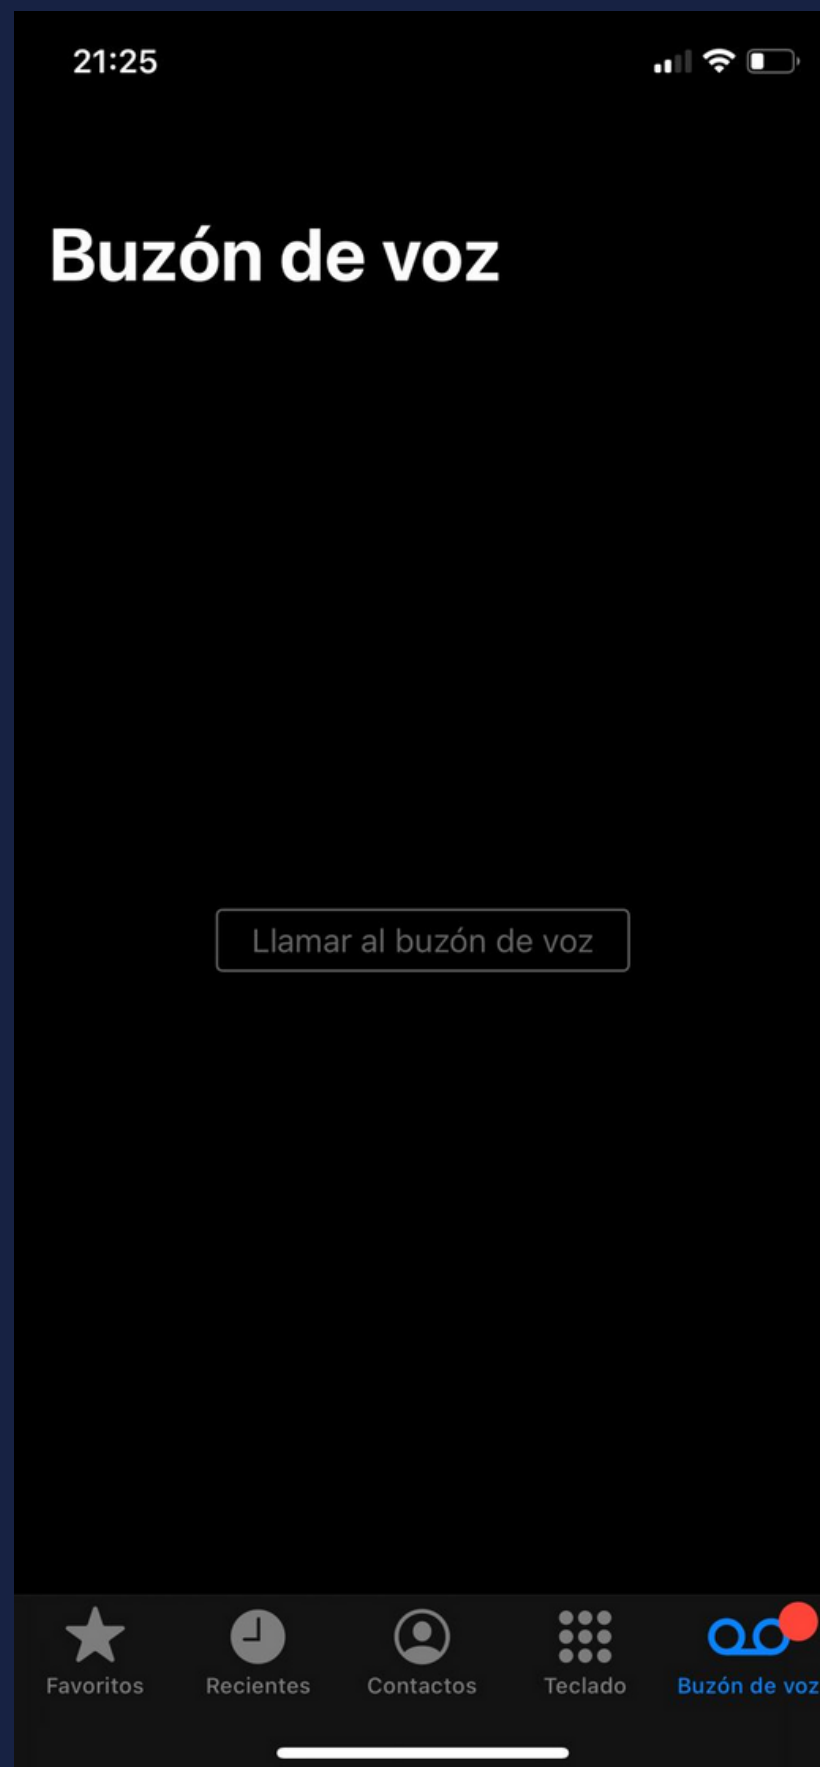 21:25
Buzón de voz
Llamar al buzón de voz
Favoritos
Recientes
Contactos
Teclado
Buzón de voz